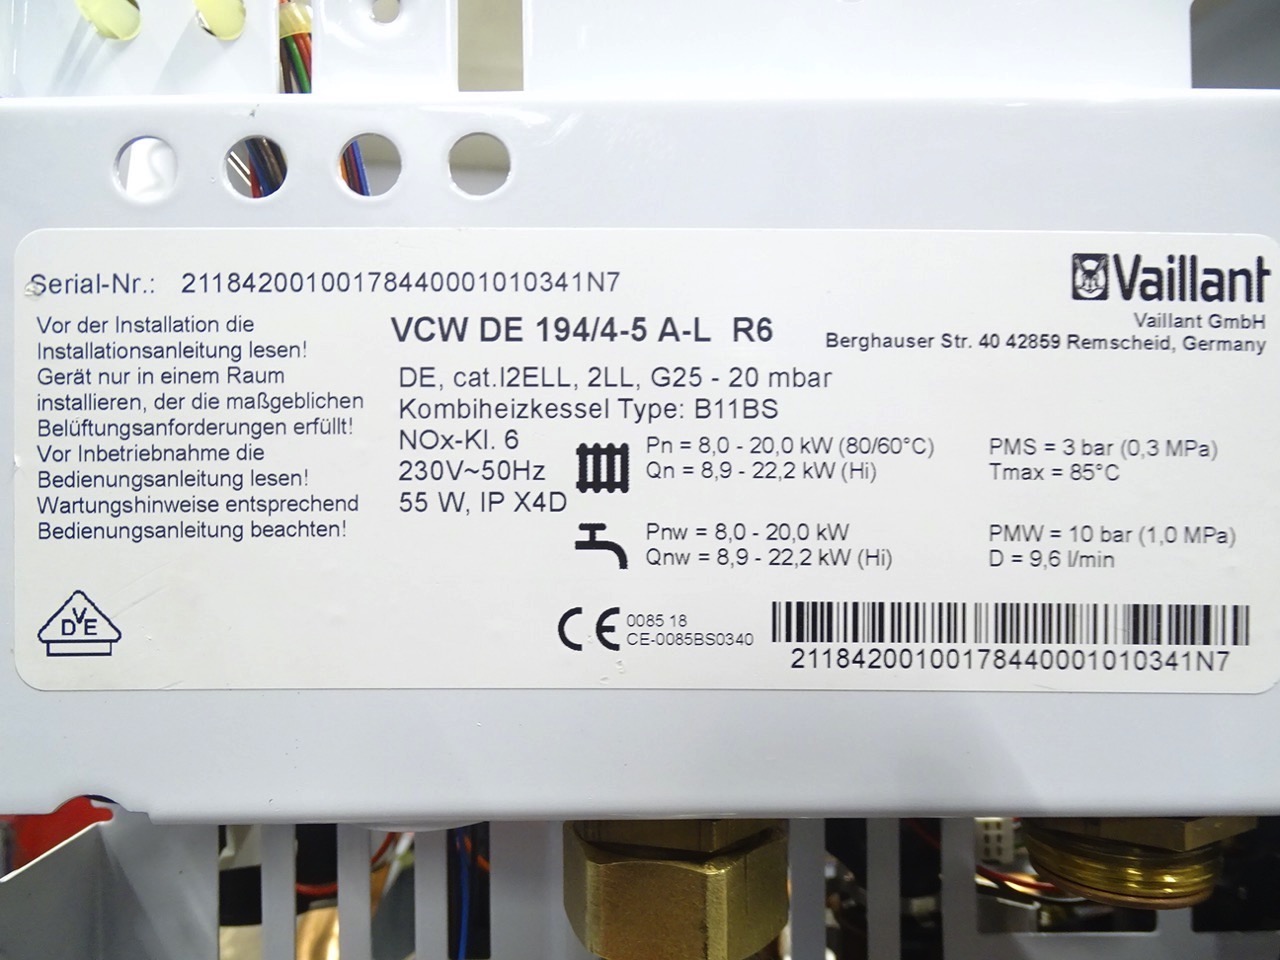 Serial-Nr.: 21184200100178440001010341N7
Vaillant
Vaillant GmbH
Berghauser Str. 40 42859 Remscheid, Germany
Vor der Installation die
Installationsanleitung lesen!
Gerät nur in einem Raum
installieren, der die maßgeblichen
Belüftungsanforderungen erfüllt!
Vor Inbetriebnahme die
Bedienungsanleitung lesen!
Wartungshinweise entsprechend
Bedienungsanleitung beachten!
VCW DE 194/4-5 A-L R6
DE, cat.I2ELL, 2LL, G25 - 20 mbar
Kombiheizkessel Type: B11BS
NOx-Kl. 6
230V~50Hz
55 W, IP X4D
Pn = 8,0 - 20,0 kW (80/60°C)
Qn = 8,9 - 22,2 kW (Hi)
PMS = 3 bar (0,3 MPa)
Tmax = 85°C
Pnw = 8,0 - 20,0 kW
Qnw = 8,9 - 22,2 kW (Hi)
PMW = 10 bar (1,0 MPa)
D = 9,6 l/min
DVE
CE 0085 18
CE-0085BS0340
21184200100178440001010341N7